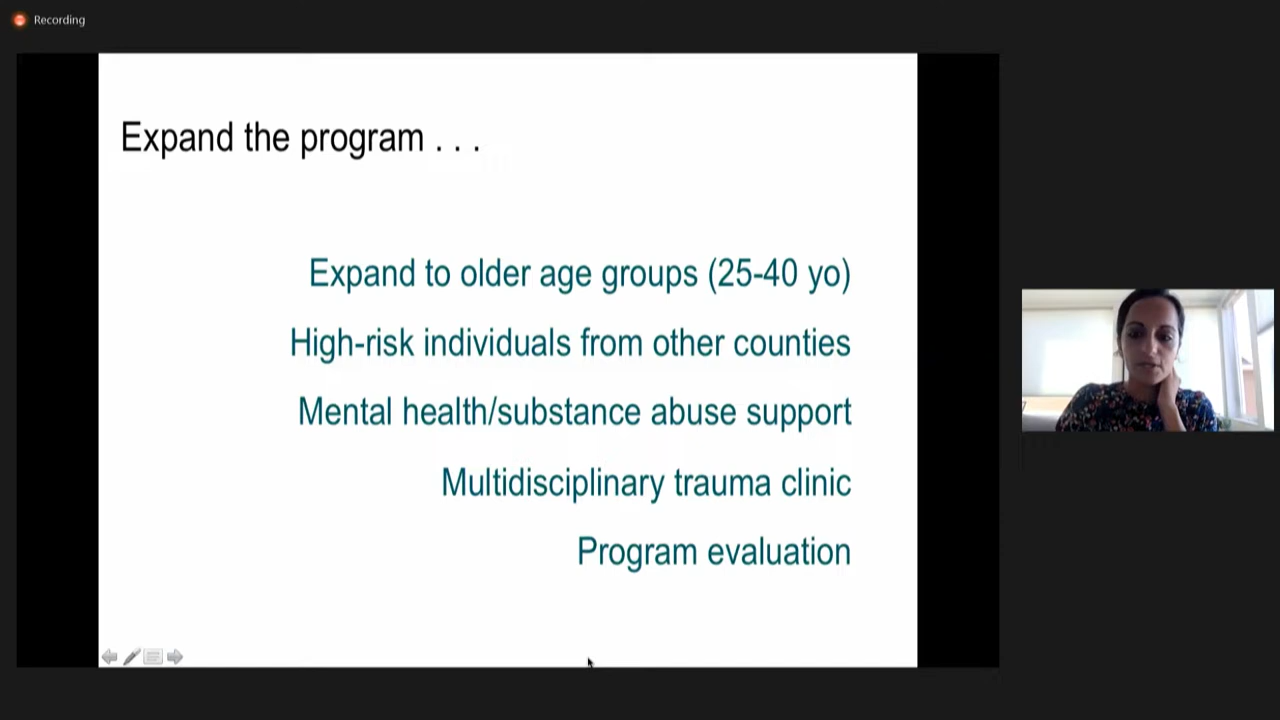 Recording
Expand the program . . .
Expand to older age groups (25-40 yo)
High-risk individuals from other counties
Mental health/substance abuse support
Multidisciplinary trauma clinic
Program evaluation